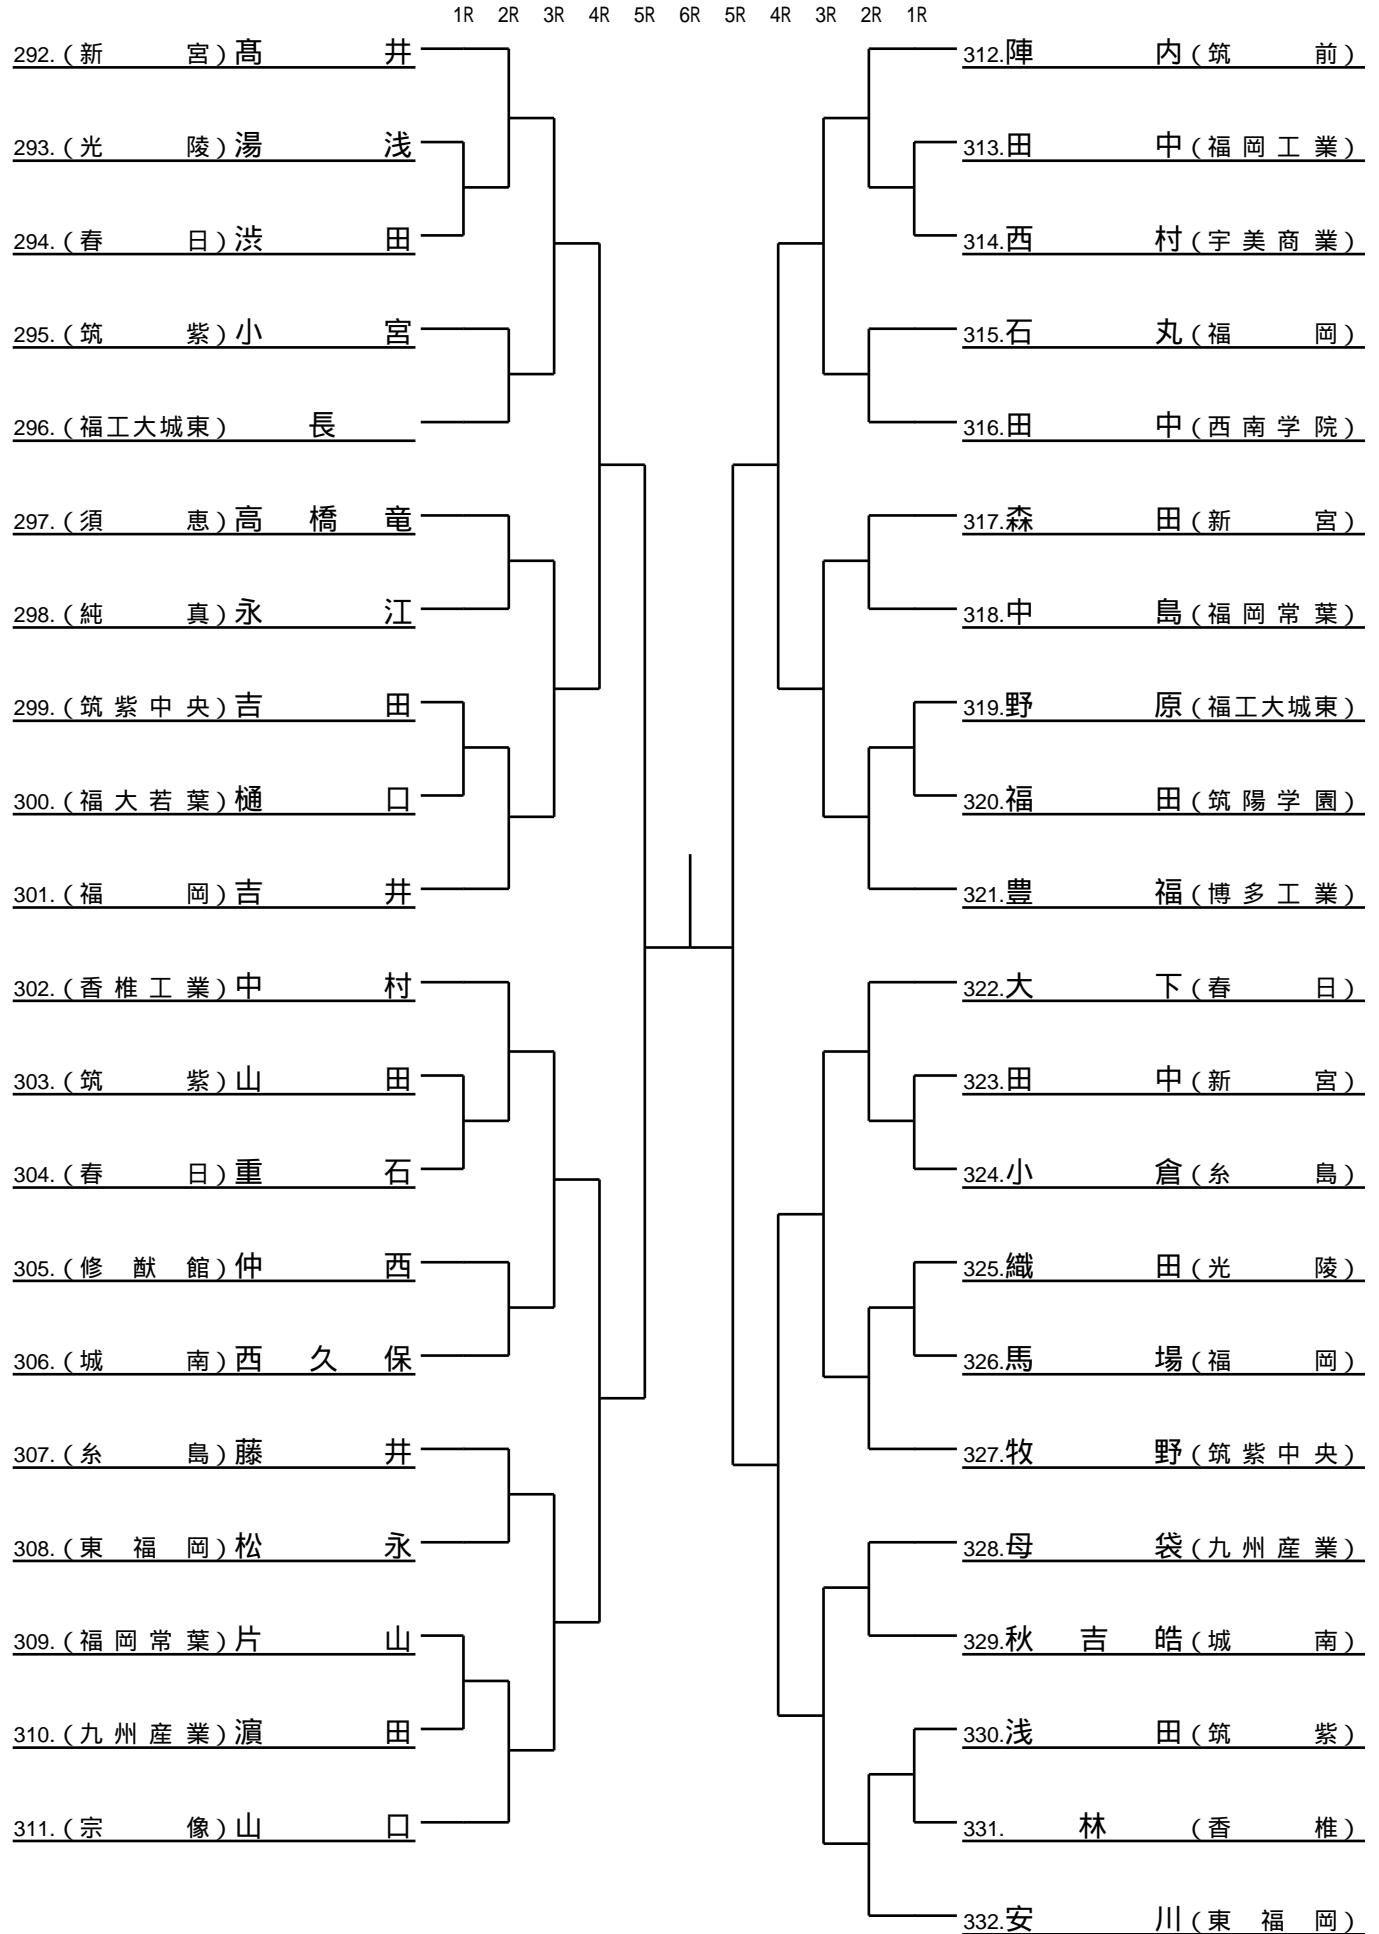 1R 2R 3R 4R 5R 6R 5R 4R 3R 2R 1R
292.(新宮)髙井
293.(光陵)湯浅
294.(春日)渋田
295.(筑紫)小宮
296.(福工大城東)長
297.(須恵)高橋竜
298.(純真)永江
299.(筑紫中央)吉田
300.(福大若葉)樋口
301.(福岡)吉井
302.(香椎工業)中村
303.(筑紫)山田
304.(春日)重石
305.(修猷館)仲西
306.(城南)西久保
307.(糸島)藤井
308.(東福岡)松永
309.(福岡常葉)片山
310.(九州産業)濵田
311.(宗像)山口
312.陣内(筑前)
313.田中(福岡工業)
314.西村(宇美商業)
315.石丸(福岡)
316.田中(西南学院)
317.森田(新宮)
318.中島(福岡常葉)
319.野原(福工大城東)
320.福田(筑陽学園)
321.豊福(博多工業)
322.大下(春日)
323.田中(新宮)
324.小倉(糸島)
325.織田(光陵)
326.馬場(福岡)
327.牧野(筑紫中央)
328.母袋(九州産業)
329.秋吉皓(城南)
330.浅田(筑紫)
331.林(香椎)
332.安川(東福岡)